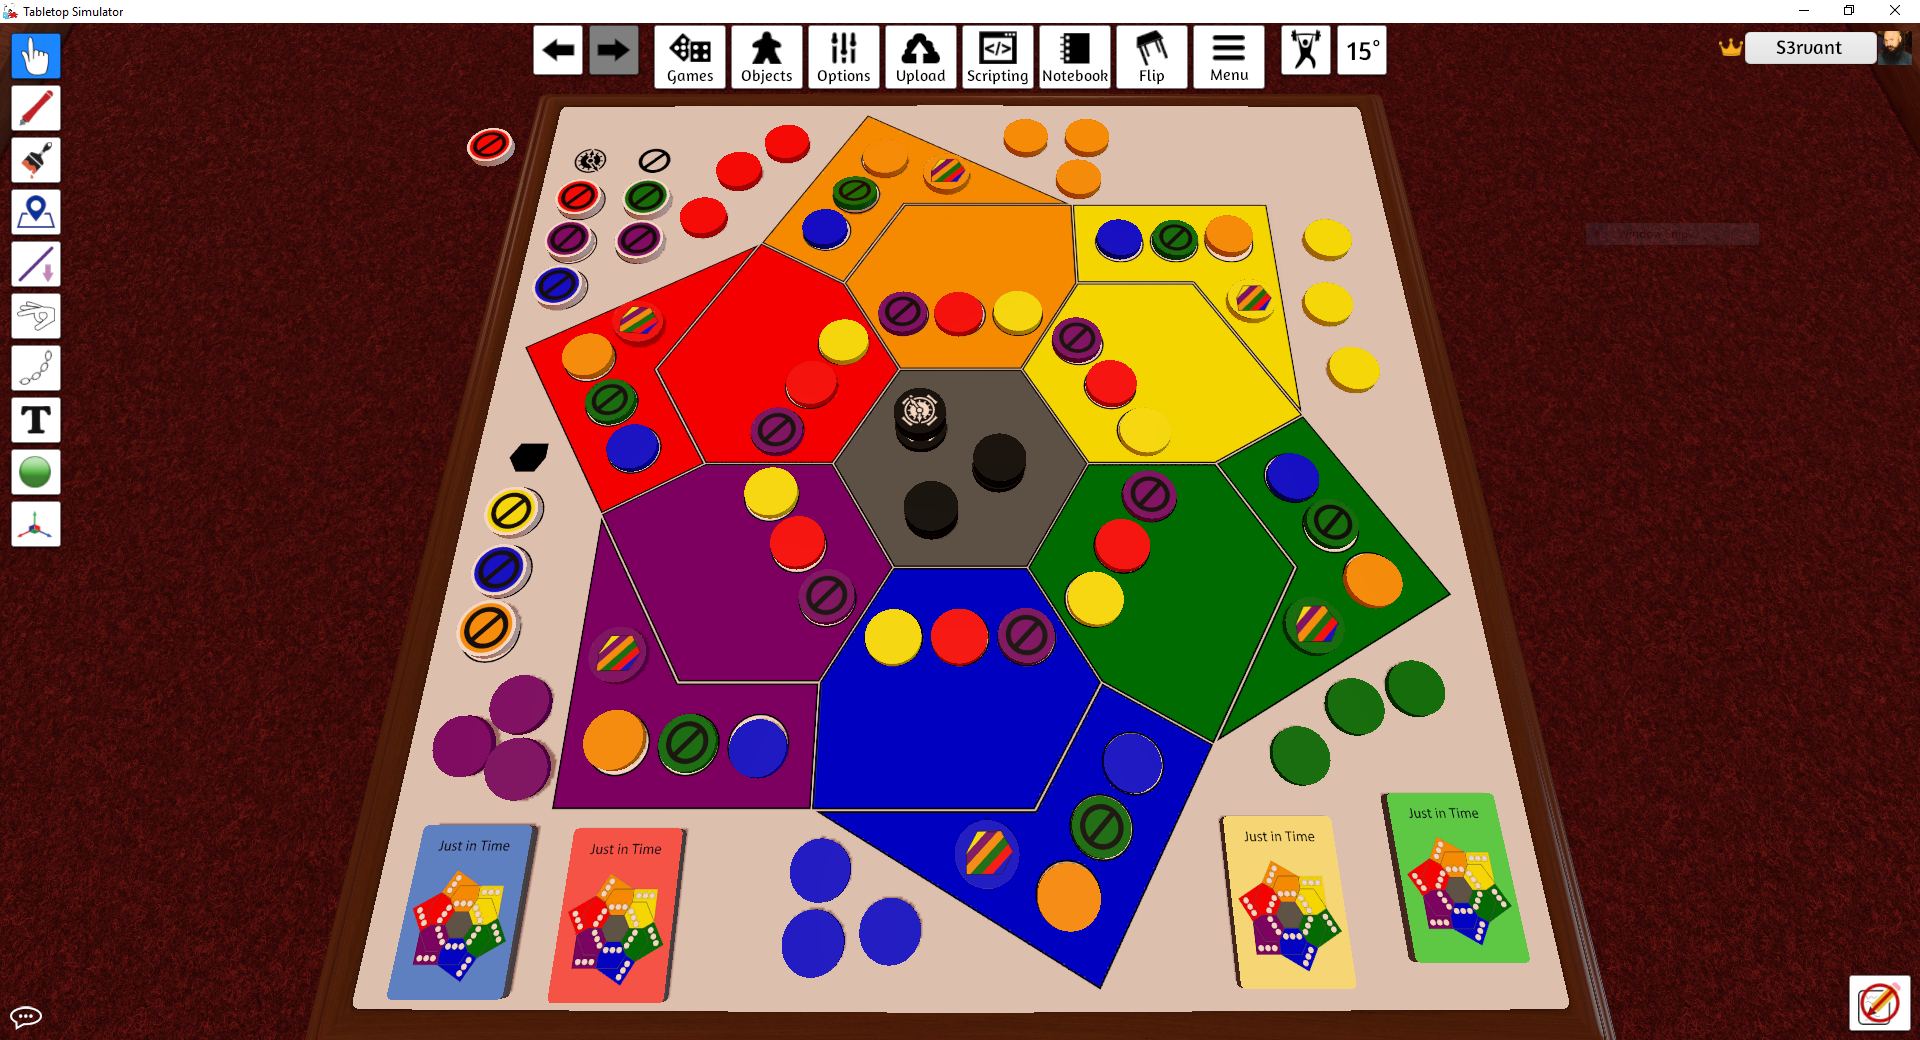 Tabletop Simulator
Games
Objects
Options
Upload
Scripting
Notebook
Flip
Menu
15°
S3rvant
T
Just in Time
Just in Time
Just in Time
Just in Time